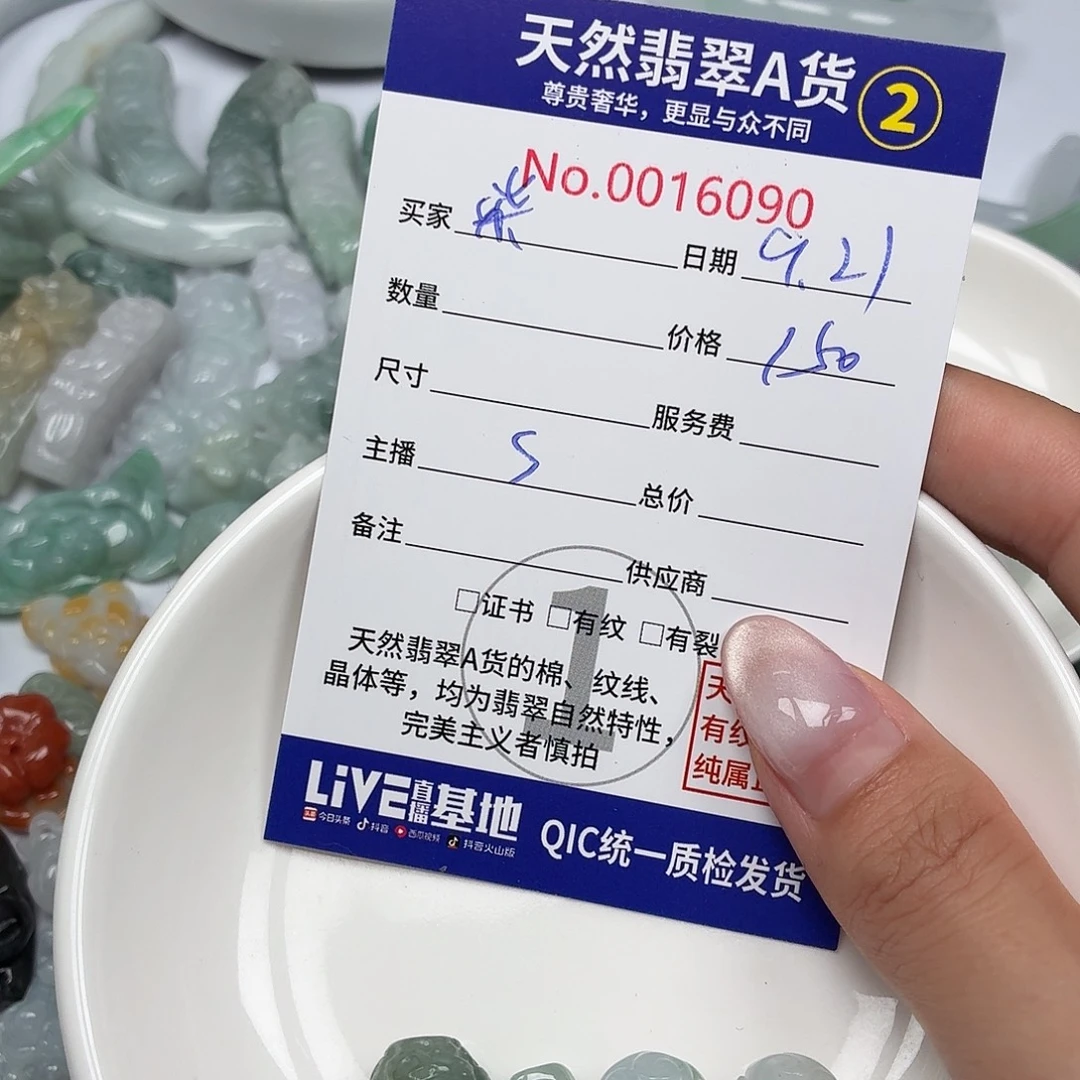 天然翡翠A货
尊贵奢华，更显与众不同
2
No.0016090
买家 柴 日期 9.21
数量 价格 150
尺寸 服务费
主播 S 总价
备注 供应商
□证书 □有纹 □有裂
1
天然翡翠A货的棉、纹线、
晶体等，均为翡翠自然特性，
完美主义者慎拍
天
有纹
纯属
LiVE直播基地
今日头条 抖音 西瓜视频 抖音火山版
QIC统一质检发货